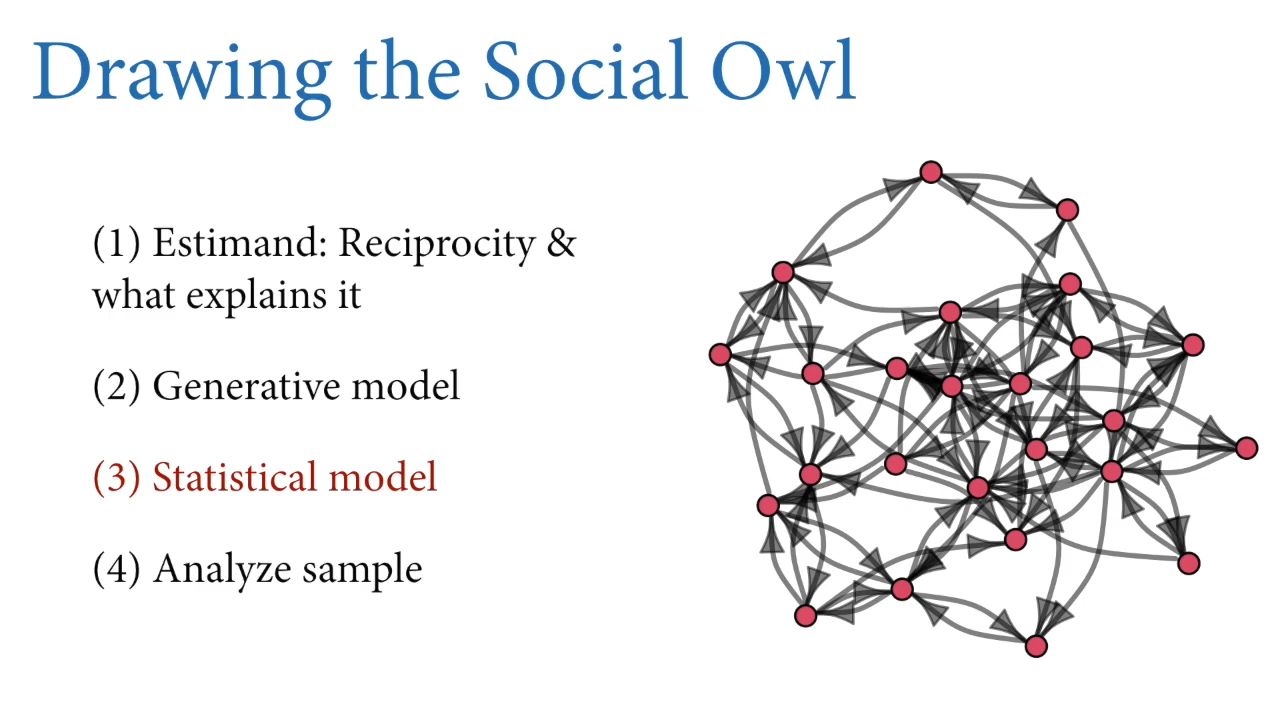 Drawing the Social Owl
(1) Estimand: Reciprocity &
what explains it
(2) Generative model
(3) Statistical model
(4) Analyze sample